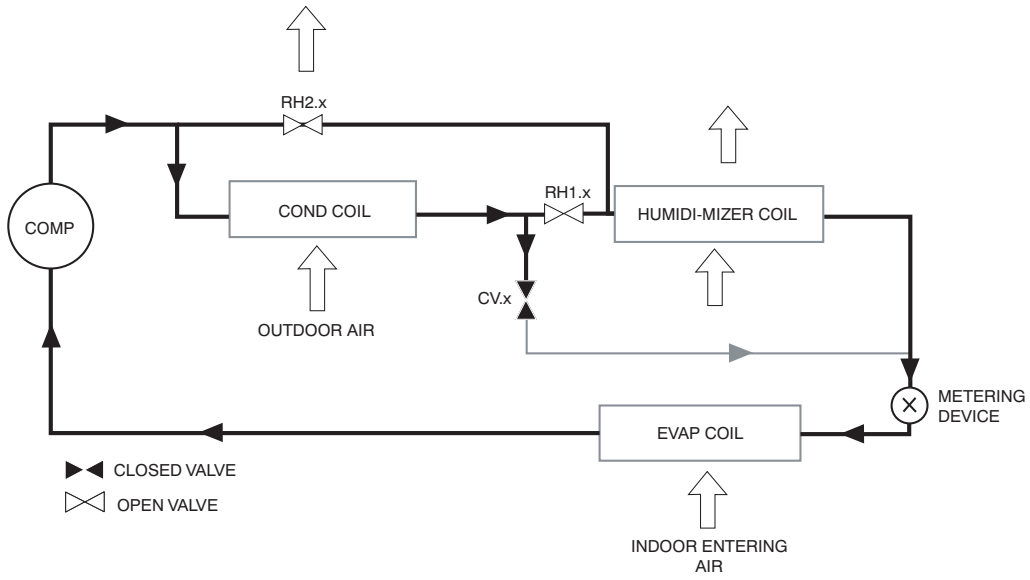 RH2.x
RH1.x
COND COIL
HUMIDI-MIZER COIL
COMP
CV.x
OUTDOOR AIR
METERING
DEVICE
EVAP COIL
CLOSED VALVE
OPEN VALVE
INDOOR ENTERING
AIR